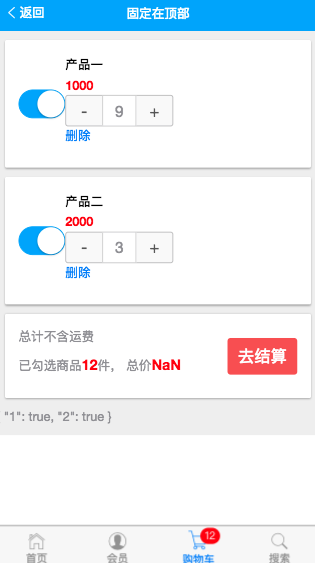 返回 固定在顶部
产品一
1000
- 9 +
删除
产品二
2000
- 3 +
删除
总计不含运费
已勾选商品12件， 总价NaN
去结算
"1": true, "2": true }
12
首页 会员 购物车 搜索